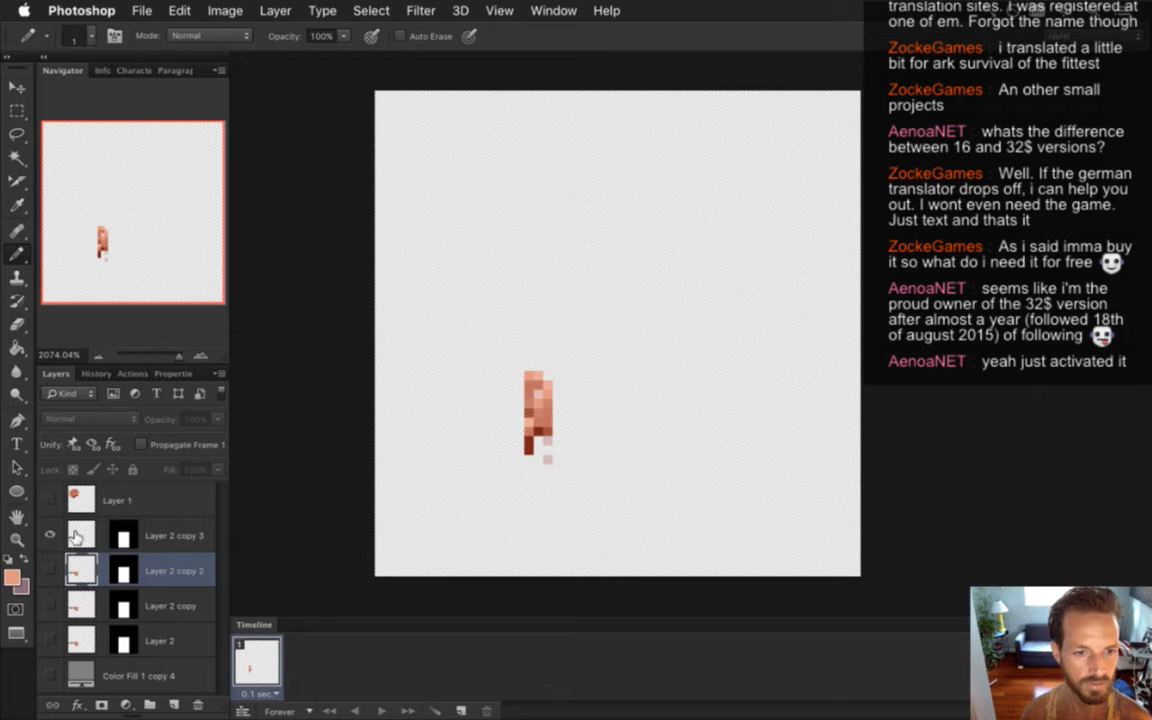 Photoshop File Edit Image Layer Type Select Filter 3D View Window Help
1 Mode: Normal Opacity: 100% Auto Erase
Navigator Info Characte Paragraj
2074.04%
Layers History Actions Propertie
Kind
Normal Opacity: 100%
Unify: Propagate Frame 1
Lock: Fill: 100%
Layer 1
Layer 2 copy 3
Layer 2 copy 2
Layer 2 copy
Layer 2
Color Fill 1 copy 4
Timeline
1
0.1 sec.
Forever
translation sites. I was registered at
one of em. Forgot the name though
ZockeGames : i translated a little
bit for ark survival of the fittest
ZockeGames : An other small
projects
AenoaNET : whats the difference
between 16 and 32$ versions?
ZockeGames : Well. If the german
translator drops off, i can help you
out. I wont even need the game.
Just text and thats it
ZockeGames : As i said imma buy
it so what do i need it for free
AenoaNET : seems like i'm the
proud owner of the 32$ version
after almost a year (followed 18th
of august 2015) of following
AenoaNET : yeah just activated it